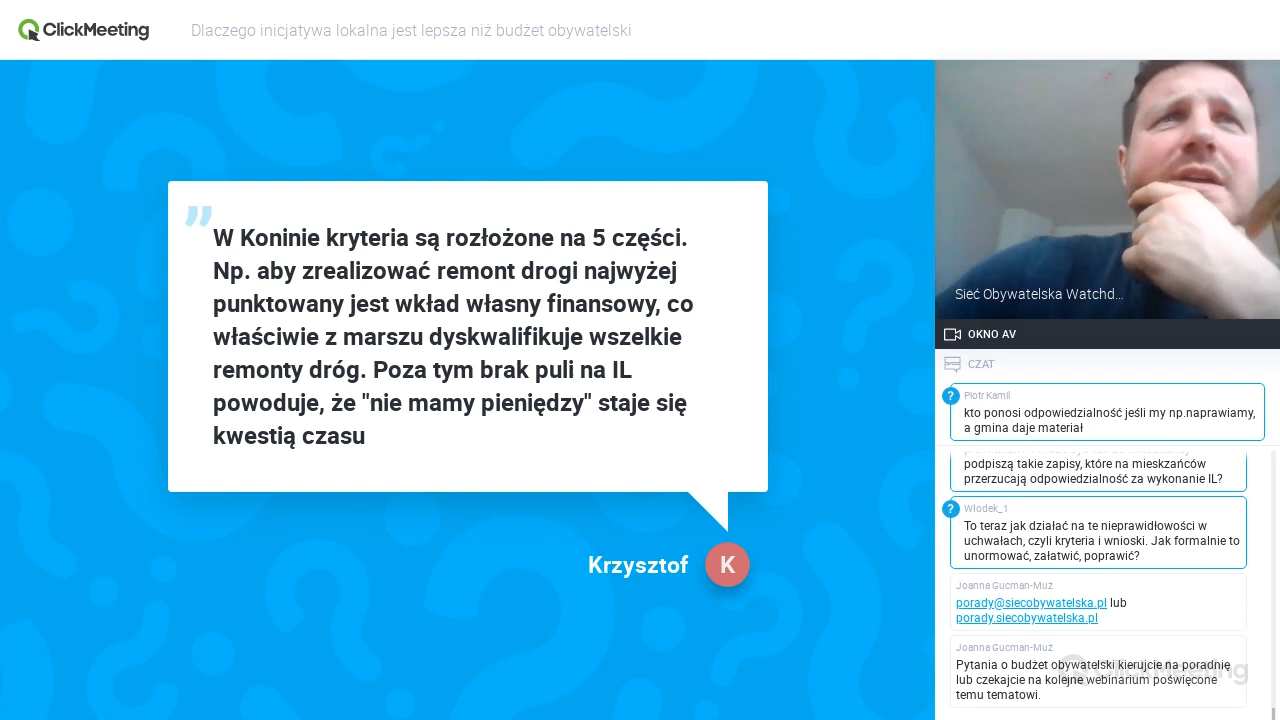 ClickMeeting
Dlaczego inicjatywa lokalna jest lepsza niż budżet obywatelski
”
W Koninie kryteria są rozłożone na 5 części.
Np. aby zrealizować remont drogi najwyżej
punktowany jest wkład własny finansowy, co
właściwie z marszu dyskwalifikuje wszelkie
remonty dróg. Poza tym brak puli na IL
powoduje, że "nie mamy pieniędzy" staje się
kwestią czasu
Krzysztof
K
Sieć Obywatelska Watchd...
OKNO AV
CZAT
?
Piotr Kamil
kto ponosi odpowiedzialność jeśli my np.naprawiamy,
a gmina daje materiał
podpiszą takie zapisy, które na mieszkańców
przerzucają odpowiedzialność za wykonanie IL?
?
Włodek_1
To teraz jak działać na te nieprawidłowości w
uchwałach, czyli kryteria i wnioski. Jak formalnie to
unormować, załatwić, poprawić?
Joanna Gucman-Muż
porady@siecobywatelska.pl lub
porady.siecobywatelska.pl
Joanna Gucman-Muż
Pytania o budżet obywatelski kierujcie na poradnię
lub czekajcie na kolejne webinarium poświęcone
temu tematowi.
ClickMeeting